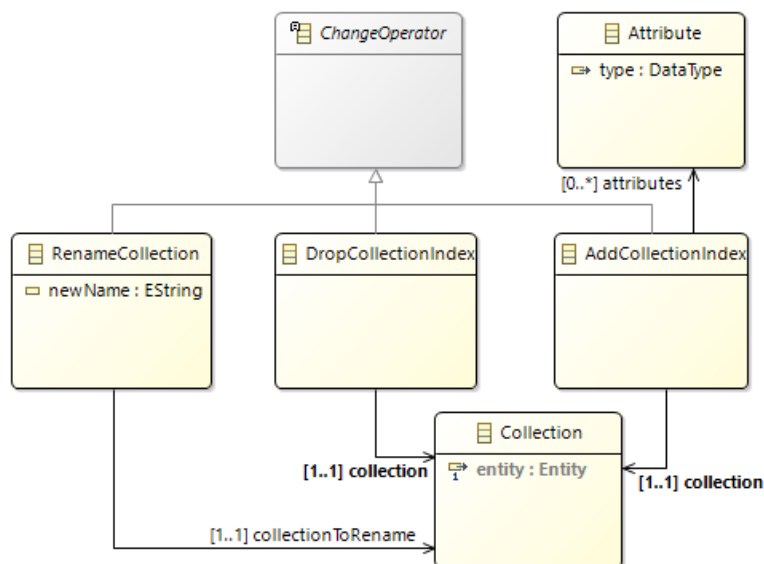 ChangeOperator
Attribute
type : DataType
[0..*] attributes
RenameCollection
newName : EString
DropCollectionIndex
AddCollectionIndex
Collection
1
entity : Entity
[1..1] collection
[1..1] collection
[1..1] collectionToRename